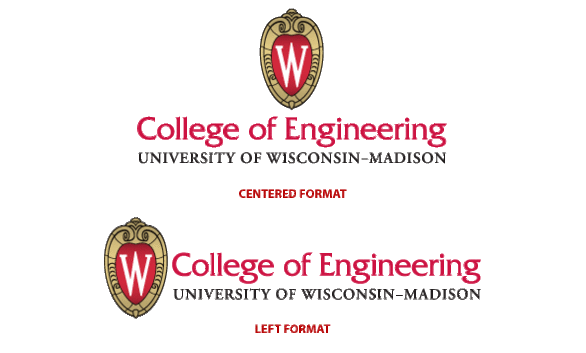 W
College of Engineering
UNIVERSITY OF WISCONSIN–MADISON
CENTERED FORMAT
W
College of Engineering
UNIVERSITY OF WISCONSIN–MADISON
LEFT FORMAT